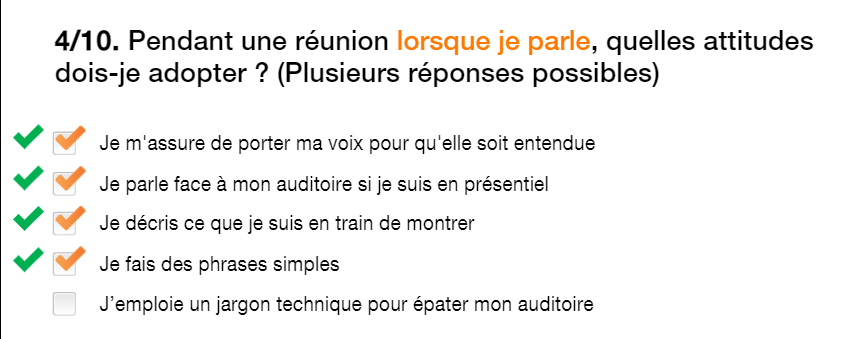 4/10. Pendant une réunion lorsque je parle, quelles attitudes
dois-je adopter ? (Plusieurs réponses possibles)
Je m'assure de porter ma voix pour qu'elle soit entendue
Je parle face à mon auditoire si je suis en présentiel
Je décris ce que je suis en train de montrer
Je fais des phrases simples
J’emploie un jargon technique pour épater mon auditoire